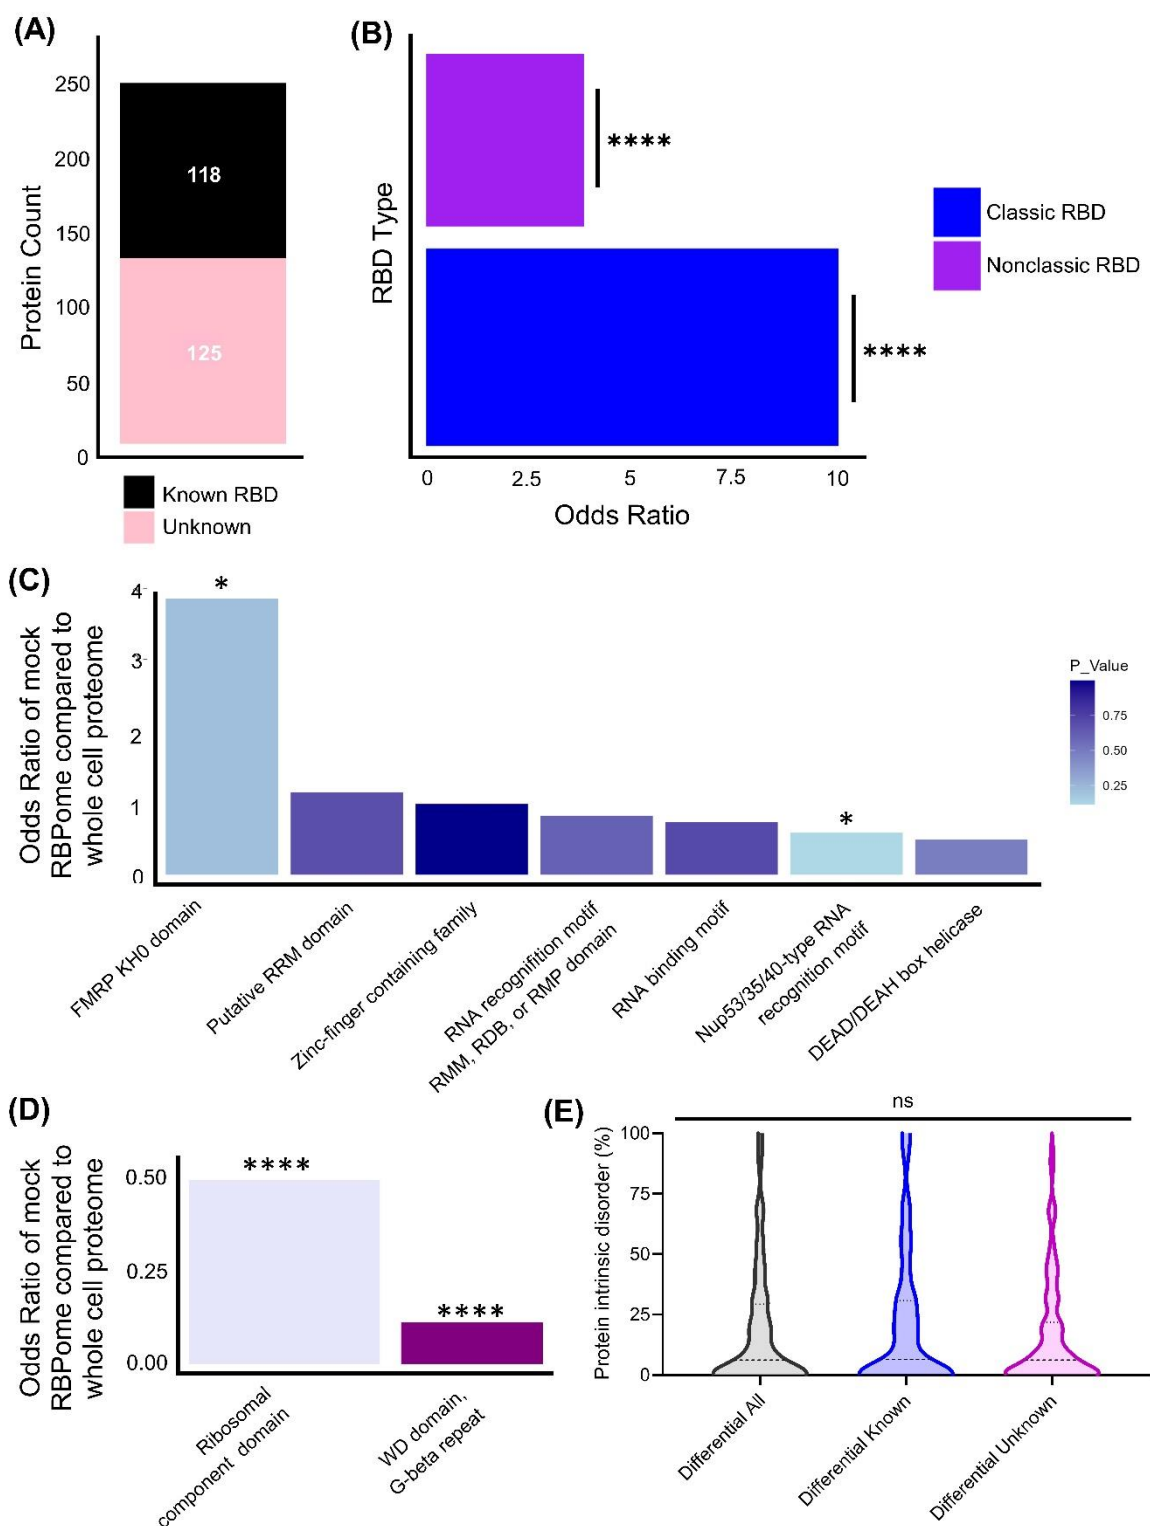 (A)
Protein Count
250
200
150
100
50
0
118
125
Known RBD
Unknown
(B)
RBD Type
****
****
0
2.5
5
7.5
10
Odds Ratio
Classic RBD
Nonclassic RBD
(C)
Odds Ratio of mock
RBPome compared to
whole cell proteome
4
3
2
1
0
*
*
FMRP KH0 domain
Putative RRM domain
Zinc-finger containing family
RNA recognifition motif
RMM, RDB, or RMP domain
RNA binding motif
Nup53/35/40-type RNA
recognition motif
DEAD/DEAH box helicase
P_Value
0.75
0.50
0.25
(D)
Odds Ratio of mock
RBPome compared to
whole cell proteome
0.50
0.25
0.00
****
****
Ribosomal
component domain
WD domain,
G-beta repeat
(E)
ns
Protein intrinsic disorder (%)
100
75
50
25
0
Differential All
Differential Known
Differential Unknown